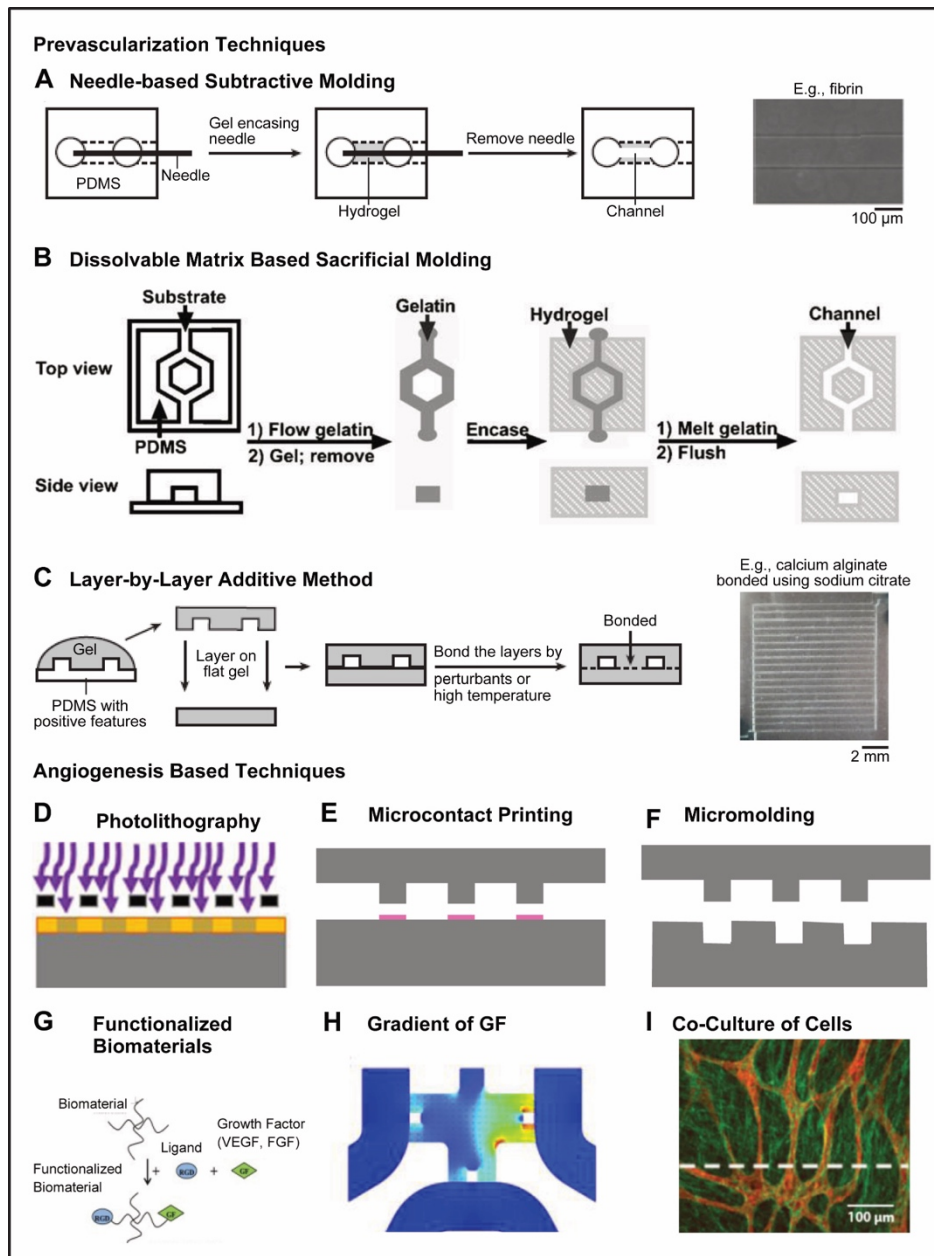 Prevascularization Techniques
A Needle-based Subtractive Molding
E.g., fibrin
Gel encasing
needle
Remove needle
PDMS
Needle
Hydrogel
Channel
100 µm
B Dissolvable Matrix Based Sacrificial Molding
Substrate
Gelatin
Hydrogel
Channel
Top view
PDMS
1) Flow gelatin
2) Gel; remove
Encase
1) Melt gelatin
2) Flush
Side view
C Layer-by-Layer Additive Method
E.g., calcium alginate
bonded using sodium citrate
Gel
Layer on
flat gel
PDMS with
positive features
Bond the layers by
perturbants or
high temperature
Bonded
2 mm
Angiogenesis Based Techniques
D Photolithography
E Microcontact Printing
F Micromolding
G Functionalized
Biomaterials
Biomaterial
Ligand
Growth Factor
(VEGF, FGF)
Functionalized
Biomaterial
+ RGD + GF
RGD GF
H Gradient of GF
I Co-Culture of Cells
100 µm